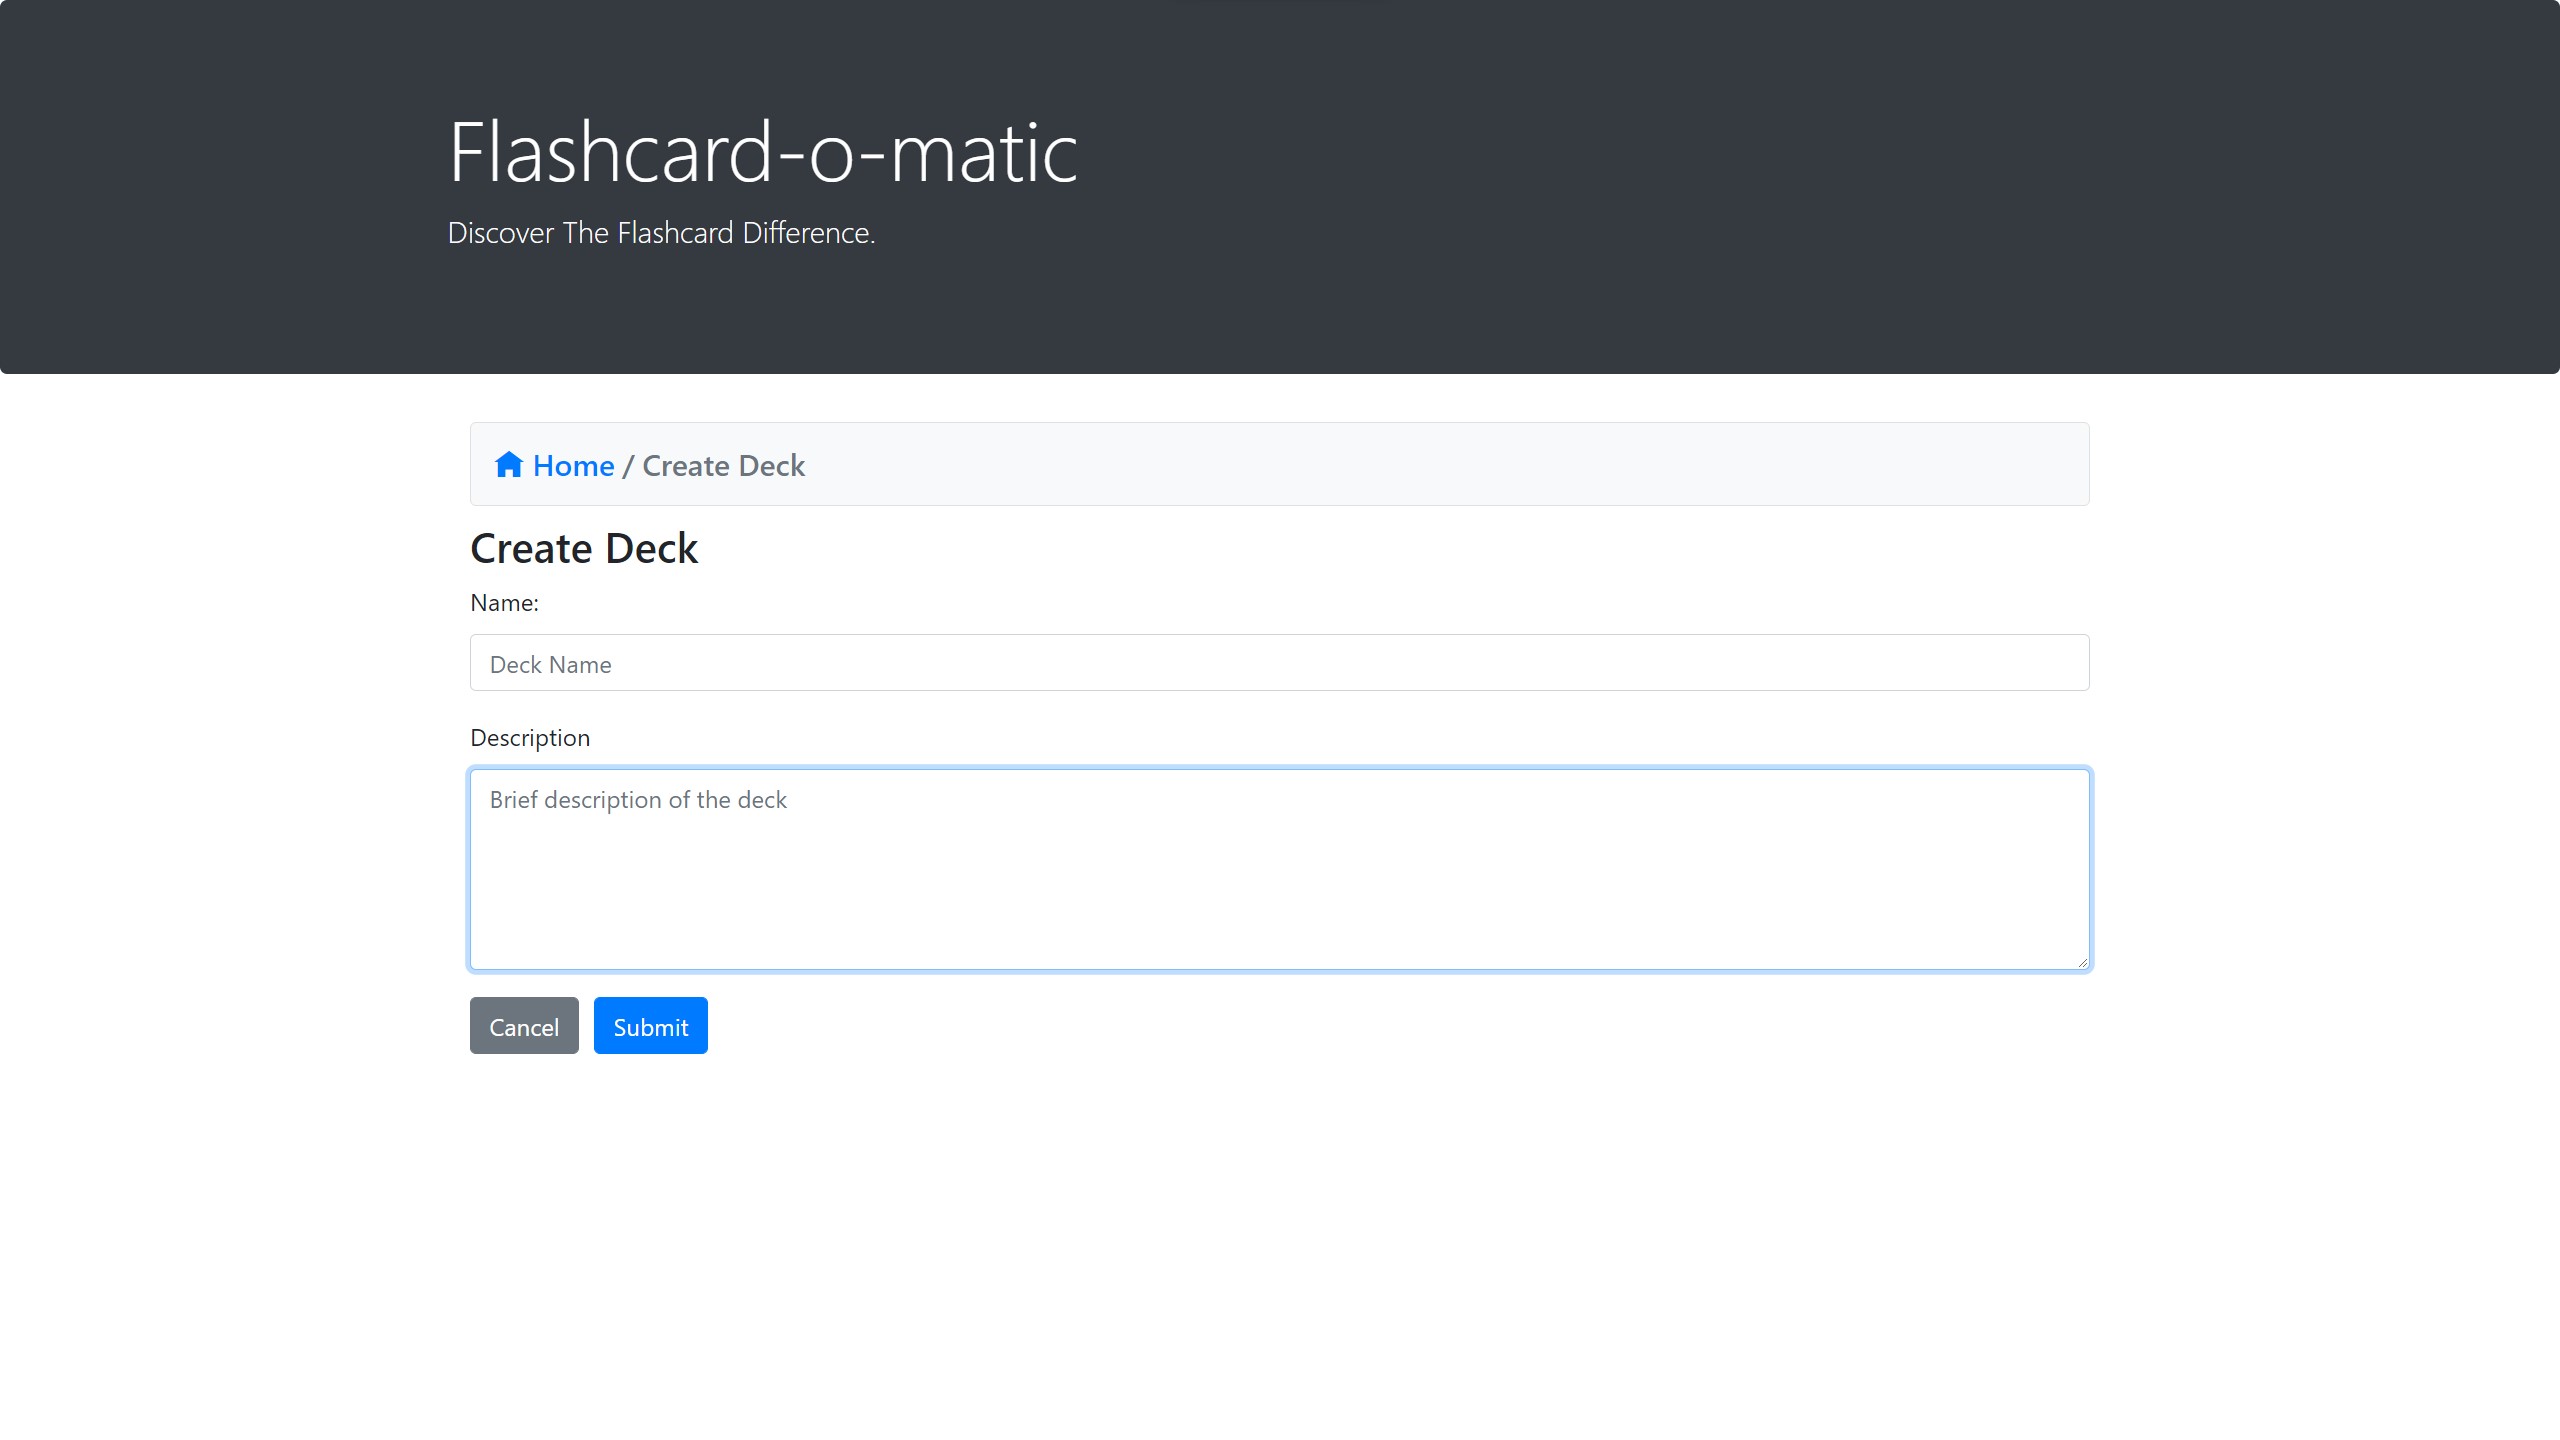 Flashcard-o-matic
Discover The Flashcard Difference.
Home / Create Deck
Create Deck
Name:
Deck Name
Description
Brief description of the deck
Cancel Submit